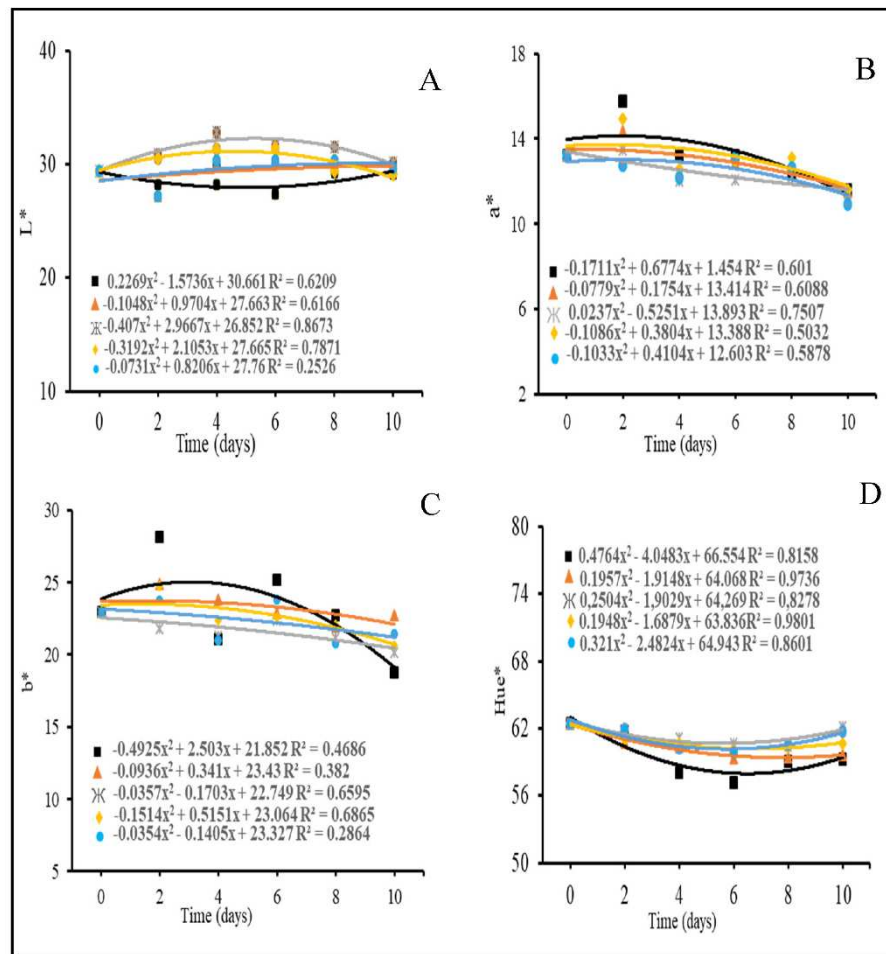 A
40
30
20
10
L*
0.2269x² - 1.5736x + 30.661 R² = 0.6209
-0.1048x² + 0.9704x + 27.663 R² = 0.6166
-0.407x² + 2.9667x + 26.852 R² = 0.8673
-0.3192x² + 2.1053x + 27.665 R² = 0.7871
-0.0731x² + 0.8206x + 27.76 R² = 0.2526
0 2 4 6 8 10
Time (days)
B
18
14
10
6
2
a*
-0.1711x² + 0.6774x + 1.454 R² = 0.601
-0.0779x² + 0.1754x + 13.414 R² = 0.6088
0.0237x² - 0.5251x + 13.893 R² = 0.7507
-0.1086x² + 0.3804x + 13.388 R² = 0.5032
-0.1033x² + 0.4104x + 12.603 R² = 0.5878
0 2 4 6 8 10
Time (days)
C
30
25
20
15
10
5
b*
-0.4925x² + 2.503x + 21.852 R² = 0.4686
-0.0936x² + 0.341x + 23.43 R² = 0.382
-0.0357x² - 0.1703x + 22.749 R² = 0.6595
-0.1514x² + 0.5151x + 23.064 R² = 0.6865
-0.0354x² - 0.1405x + 23.327 R² = 0.2864
0 2 4 6 8 10
Time (days)
D
80
74
68
62
56
50
Hue*
0.4764x² - 4.0483x + 66.554 R² = 0.8158
0.1957x² - 1.9148x + 64.068 R² = 0.9736
0,2504x² - 1,9029x + 64,269 R² = 0.8278
0.1948x² - 1.6879x + 63.836 R² = 0.9801
0.321x² - 2.4824x + 64.943 R² = 0.8601
0 2 4 6 8 10
Time (days)